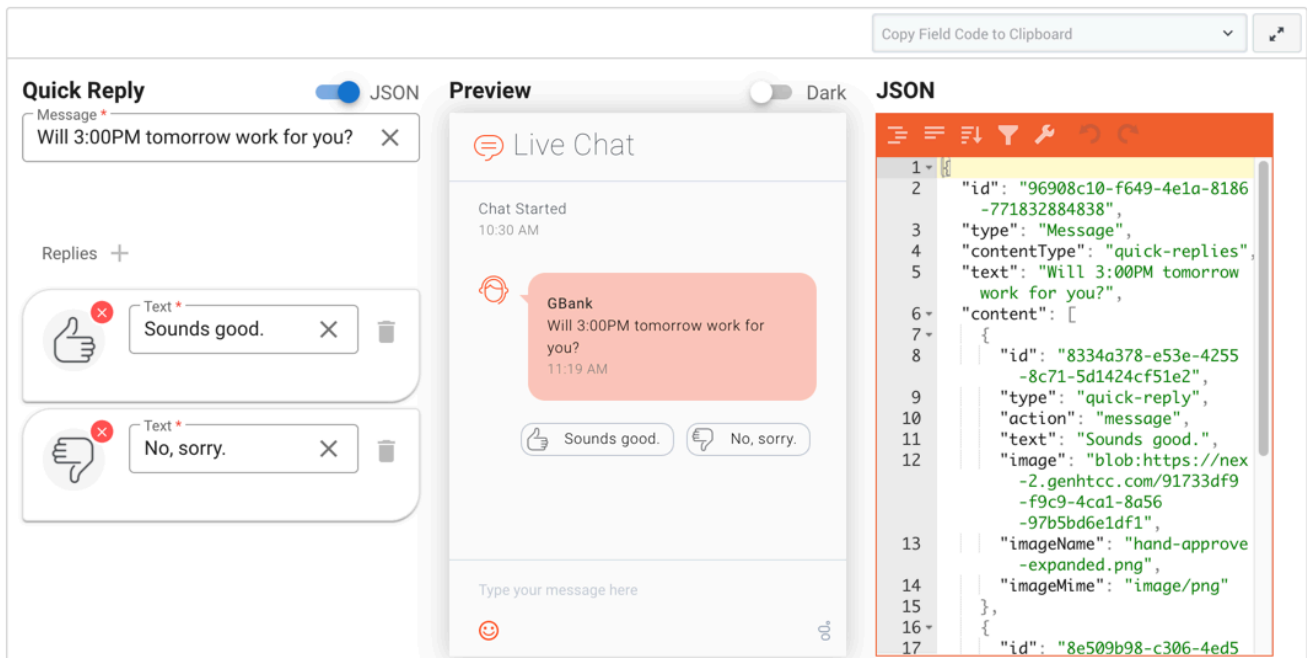 Copy Field Code to Clipboard
Quick Reply
JSON
Message *
Will 3:00PM tomorrow work for you?
Replies
Text *
Sounds good.
Text *
No, sorry.
Preview
Dark
Live Chat
Chat Started
10:30 AM
GBank
Will 3:00PM tomorrow work for
you?
11:19 AM
Sounds good.
No, sorry.
Type your message here
JSON
1 {
2 "id": "96908c10-f649-4e1a-8186
-771832884838",
3 "type": "Message",
4 "contentType": "quick-replies",
5 "text": "Will 3:00PM tomorrow
work for you?",
6 "content": [
7 {
8 "id": "8334a378-e53e-4255
-8c71-5d1424cf51e2",
9 "type": "quick-reply",
10 "action": "message",
11 "text": "Sounds good.",
12 "image": "blob:https://nex
-2.genhtcc.com/91733df9
-f9c9-4ca1-8a56
-97b5bd6e1df1",
13 "imageName": "hand-approve
-expanded.png",
14 "imageMime": "image/png"
15 },
16 {
17 "id": "8e509b98-c306-4ed5